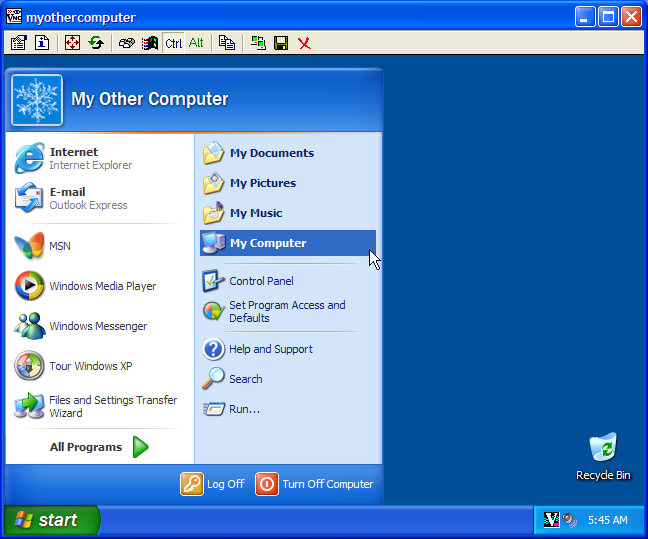 myothercomputer
Ctrl Alt
My Other Computer
Internet
Internet Explorer
E-mail
Outlook Express
MSN
Windows Media Player
Windows Messenger
Tour Windows XP
Files and Settings Transfer
Wizard
All Programs
My Documents
My Pictures
My Music
My Computer
Control Panel
Set Program Access and
Defaults
Help and Support
Search
Run...
Log Off
Turn Off Computer
Recycle Bin
start
5:45 AM